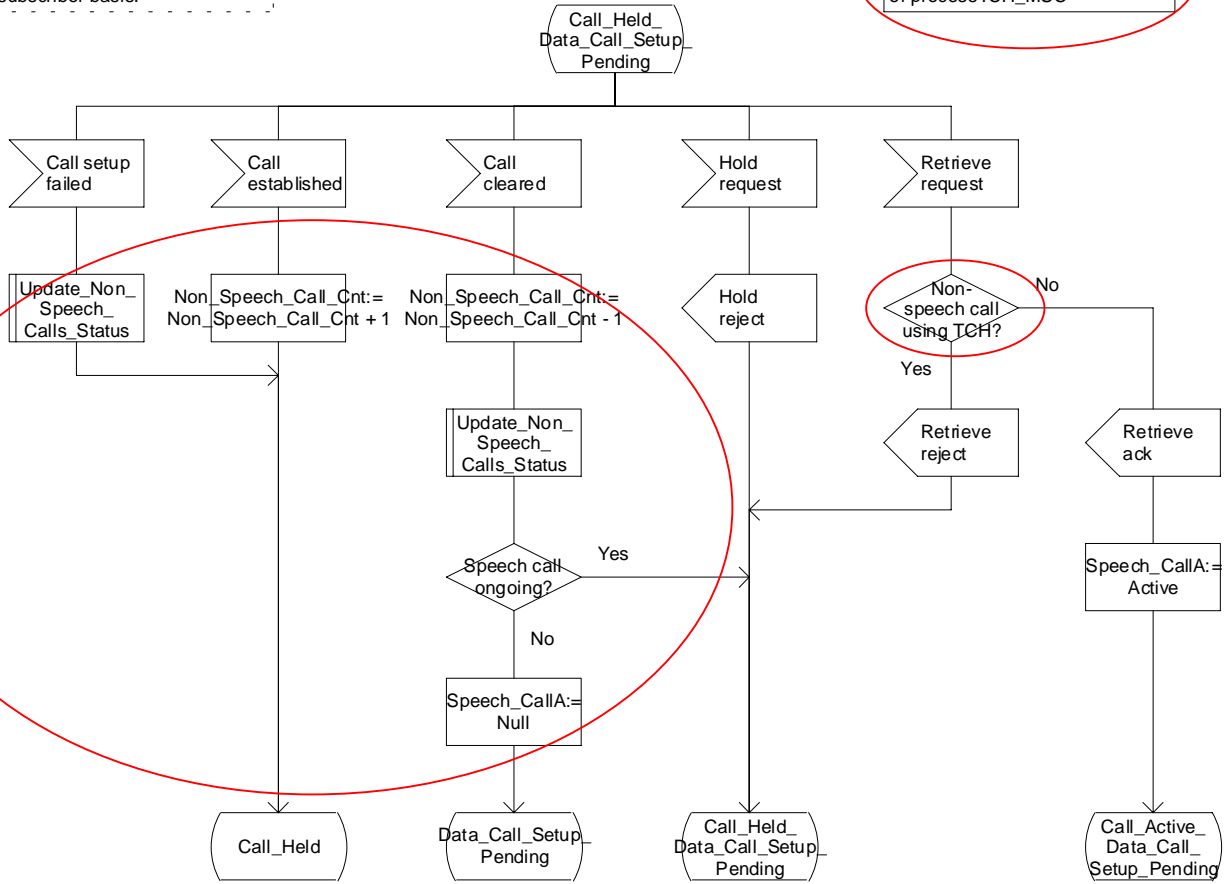 subscriber basis.
Call_Held_
Data_Call_Setup_
Pending
Call setup
failed
Call
established
Call
cleared
Hold
request
Retrieve
request
Update_Non_
Speech_
Calls_Status
Non_Speech_Call_Cnt:=
Non_Speech_Call_Cnt + 1
Non_Speech_Call_Cnt:=
Non_Speech_Call_Cnt - 1
Hold
reject
Non-
speech call
using TCH?
No
Yes
Update_Non_
Speech_
Calls_Status
Retrieve
reject
Retrieve
ack
Speech call
ongoing?
Yes
No
Speech_CallA:=
Active
Speech_CallA:=
Null
Call_Held
Data_Call_Setup_
Pending
Call_Held_
Data_Call_Setup_
Pending
Call_Active_
Data_Call_
Setup_Pending